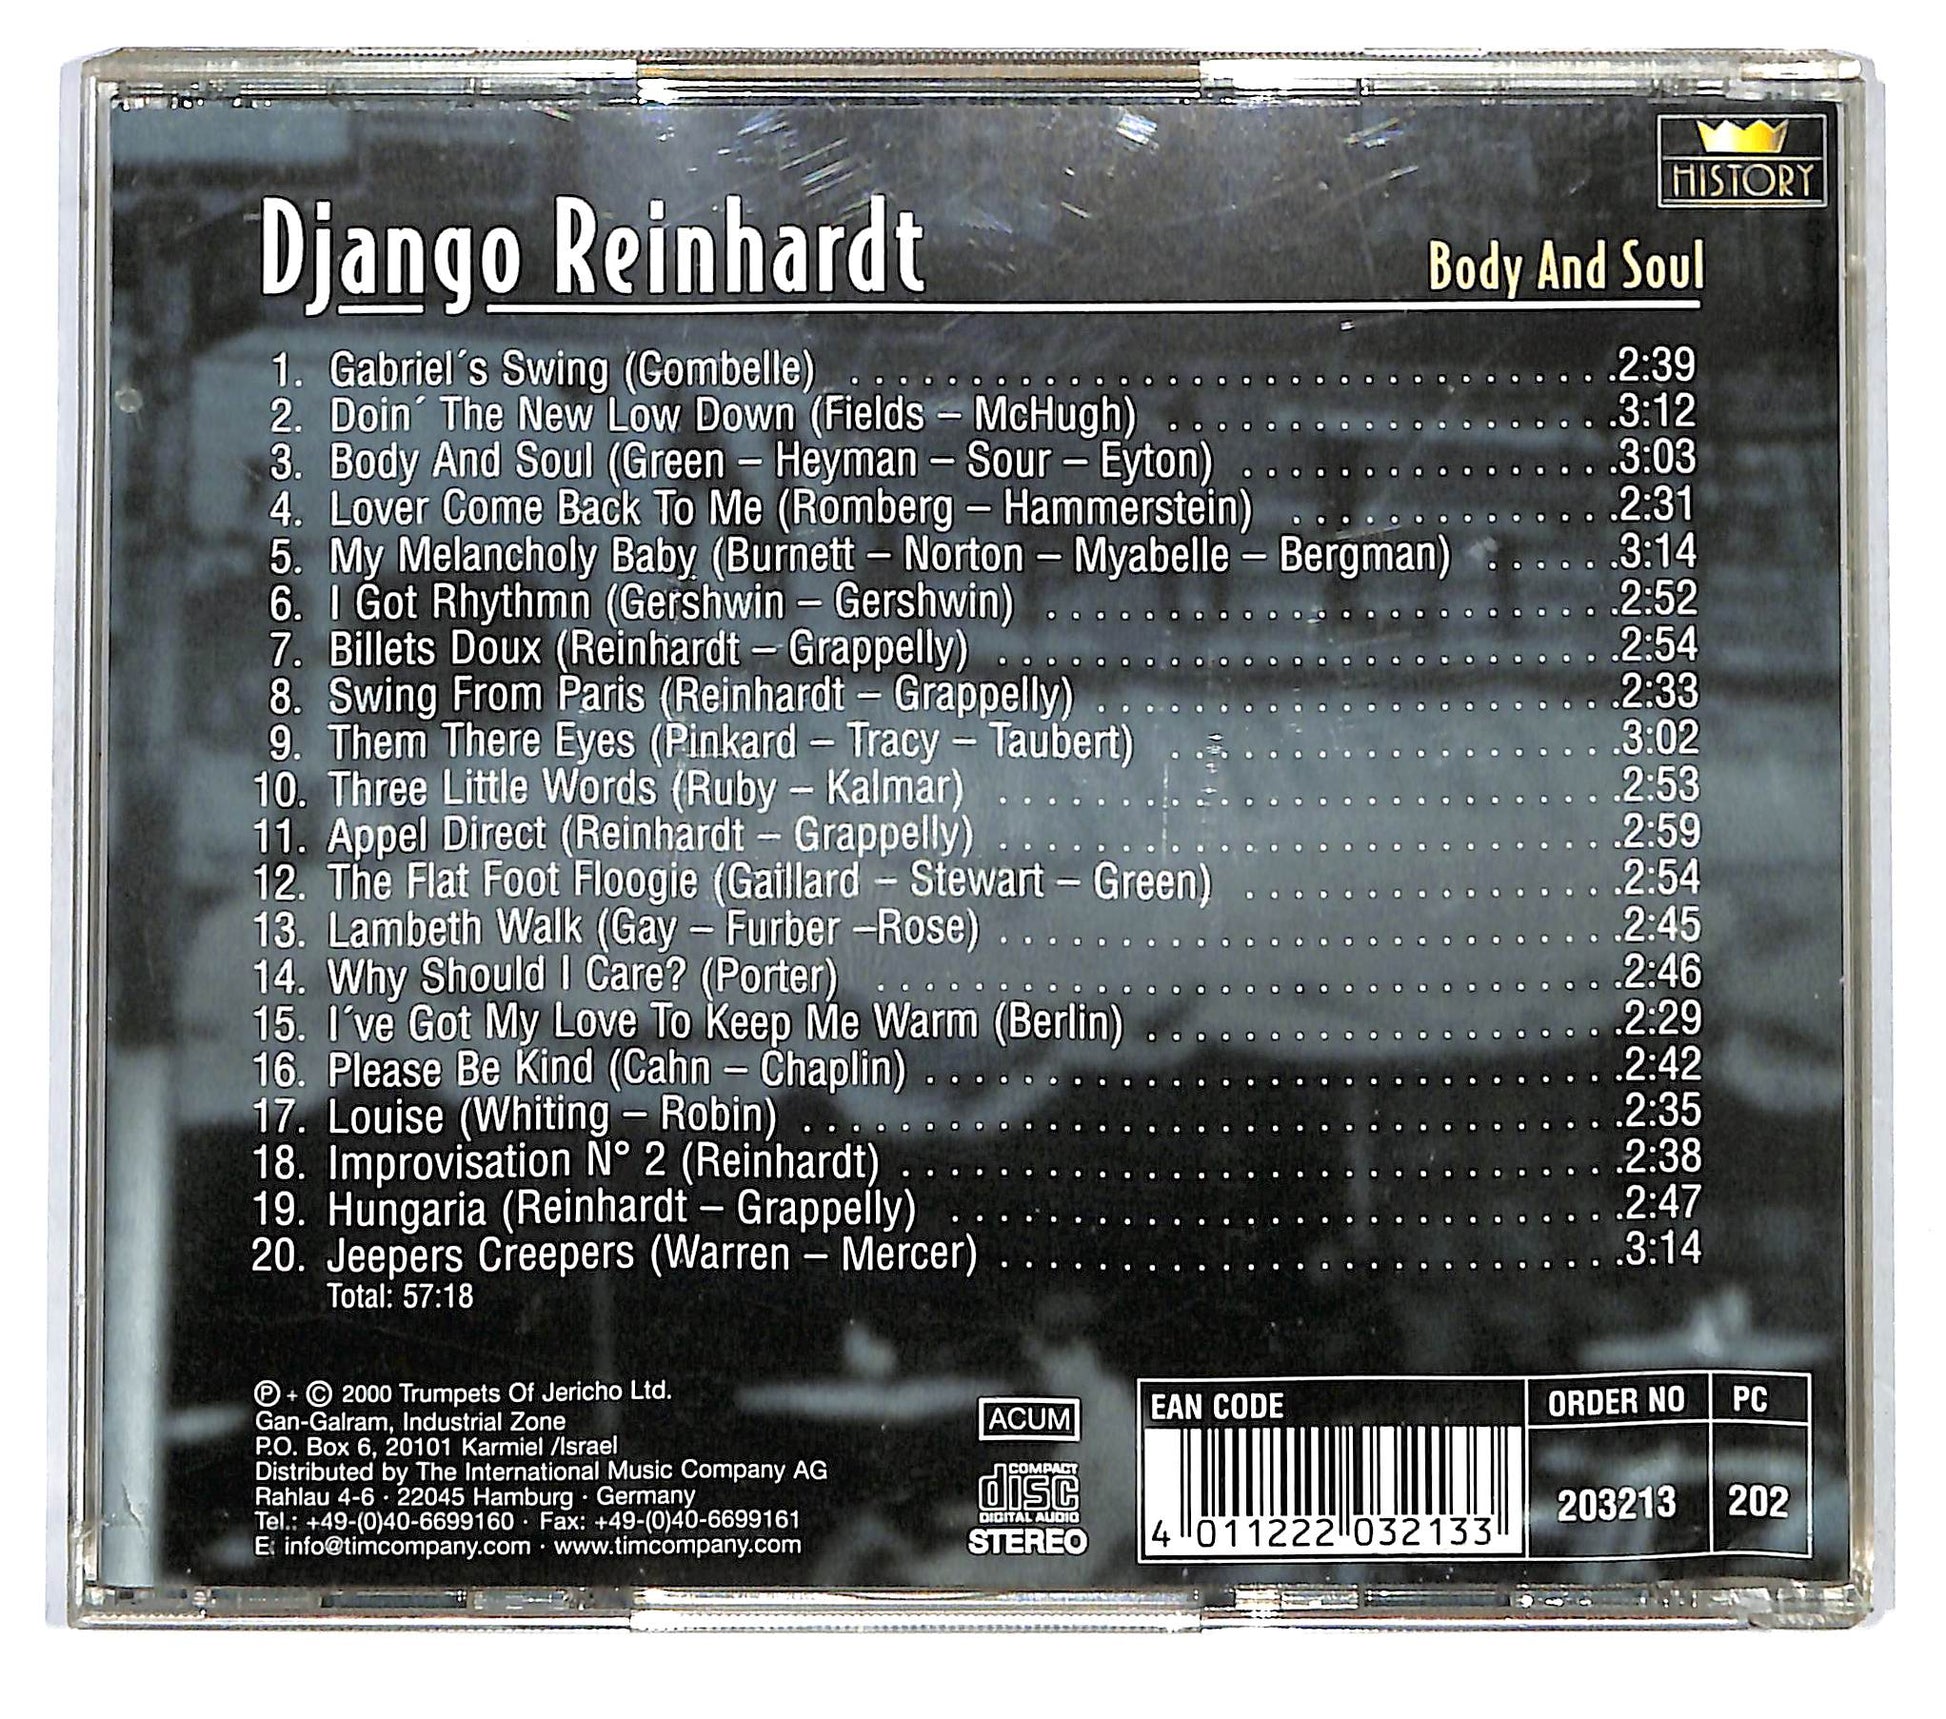 HISTORY
Django Reinhardt
Body And Soul
1. Gabriel´s Swing (Combelle) 2:39
2. Doin´ The New Low Down (Fields – McHugh) 3:12
3. Body And Soul (Green – Heyman – Sour – Eyton) 3:03
4. Lover Come Back To Me (Romberg – Hammerstein) 2:31
5. My Melancholy Baby (Burnett – Norton – Myabelle – Bergman) 3:14
6. I Got Rhythmn (Gershwin – Gershwin) 2:52
7. Billets Doux (Reinhardt – Grappelly) 2:54
8. Swing From Paris (Reinhardt – Grappelly) 2:33
9. Them There Eyes (Pinkard – Tracy – Taubert) 3:02
10. Three Little Words (Ruby – Kalmar) 2:53
11. Appel Direct (Reinhardt – Grappelly) 2:59
12. The Flat Foot Floogie (Gaillard – Stewart – Green) 2:54
13. Lambeth Walk (Gay – Furber –Rose) 2:45
14. Why Should I Care? (Porter) 2:46
15. I´ve Got My Love To Keep Me Warm (Berlin) 2:29
16. Please Be Kind (Cahn – Chaplin) 2:42
17. Louise (Whiting – Robin) 2:35
18. Improvisation N° 2 (Reinhardt) 2:38
19. Hungaria (Reinhardt – Grappelly) 2:47
20. Jeepers Creepers (Warren – Mercer) 3:14
Total: 57:18
℗ + © 2000 Trumpets Of Jericho Ltd.
Gan-Galram, Industrial Zone
P.O. Box 6, 20101 Karmiel /Israel
Distributed by The International Music Company AG
Rahlau 4-6 · 22045 Hamburg · Germany
Tel.: +49-(0)40-6699160 · Fax: +49-(0)40-6699161
E: info@timcompany.com · www.timcompany.com
ACUM
COMPACT
disc
DIGITAL AUDIO
STEREO
EAN CODE
4 011222 032133
ORDER NO
203213
PC
202